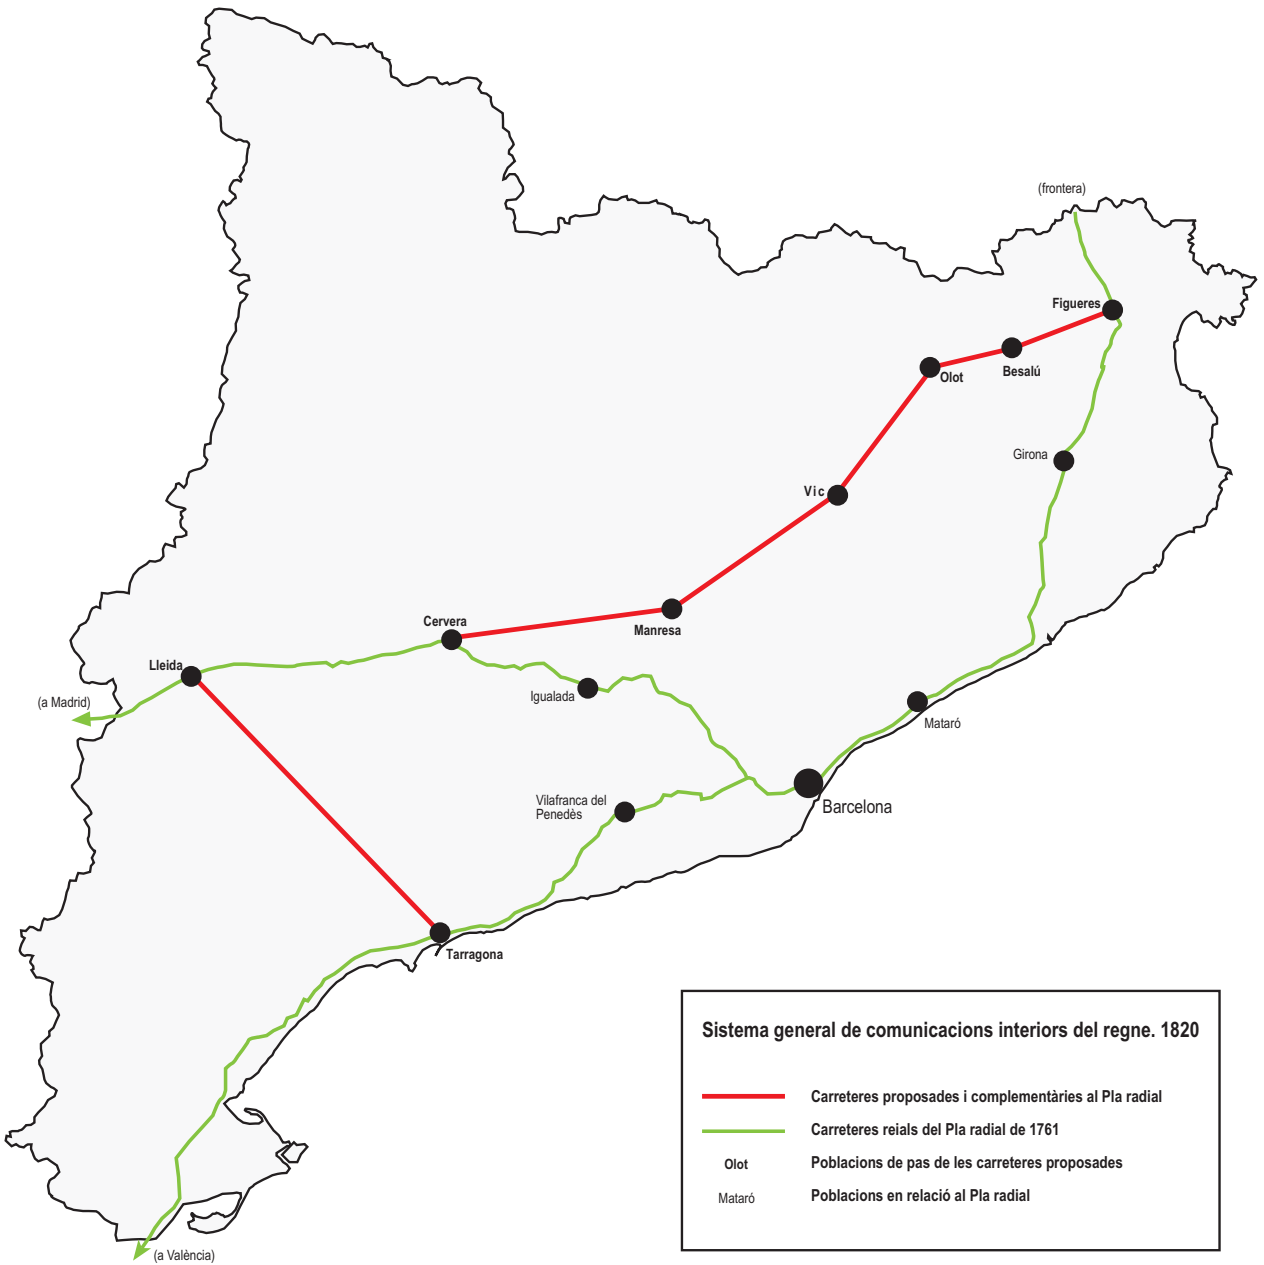 (frontera)
Figueres
Besalú
Olot
Girona
Vic
Cervera
Manresa
Lleida
(a Madrid)
Igualada
Mataró
Vilafranca del
Penedès
Barcelona
Tarragona
(a València)
Sistema general de comunicacions interiors del regne. 1820
Carreteres proposades i complementàries al Pla radial
Carreteres reials del Pla radial de 1761
Olot Poblacions de pas de les carreteres proposades
Mataró Poblacions en relació al Pla radial